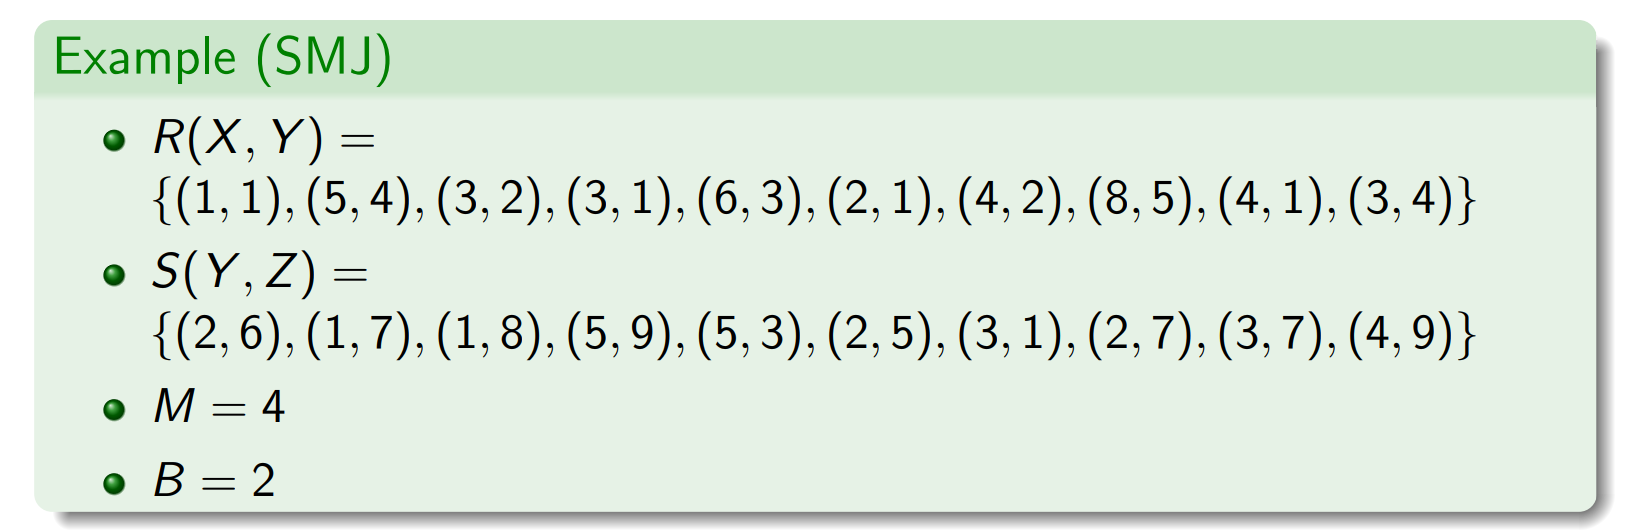 Example (SMJ)
R(X, Y) =
{(1, 1), (5, 4), (3, 2), (3, 1), (6, 3), (2, 1), (4, 2), (8, 5), (4, 1), (3, 4)}
S(Y, Z) =
{(2, 6), (1, 7), (1, 8), (5, 9), (5, 3), (2, 5), (3, 1), (2, 7), (3, 7), (4, 9)}
M = 4
B = 2